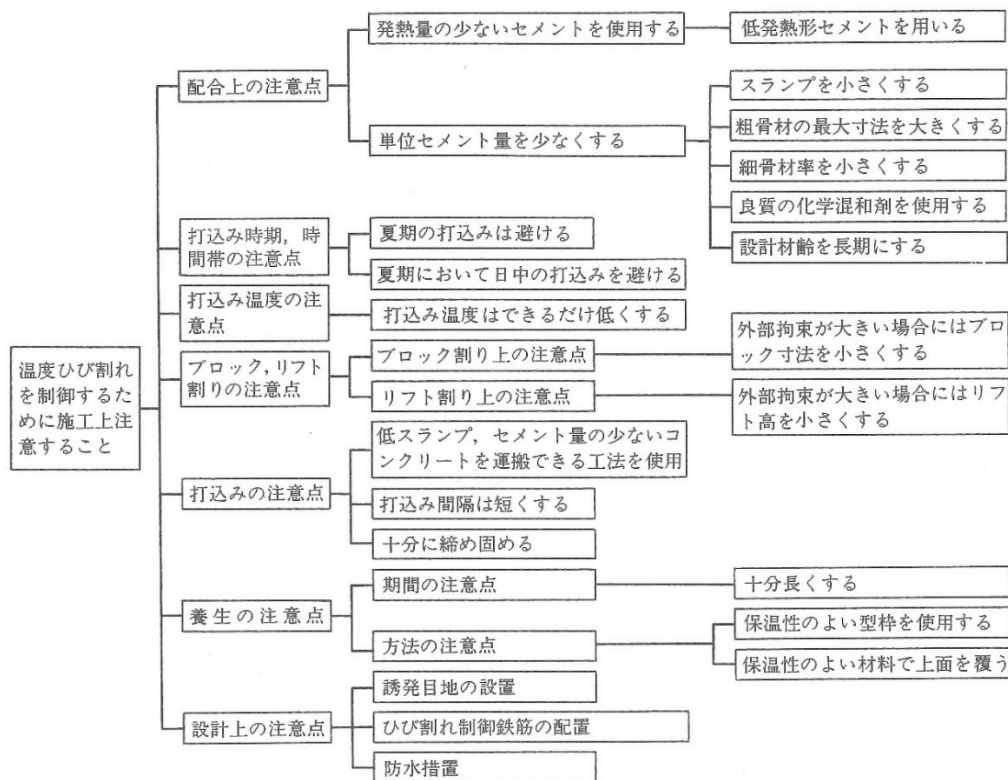 発熱量の少ないセメントを使用する
低発熱形セメントを用いる
配合上の注意点
スランプを小さくする
粗骨材の最大寸法を大きくする
単位セメント量を少なくする
細骨材率を小さくする
良質の化学混和剤を使用する
設計材齢を長期にする
打込み時期，時
間帯の注意点
夏期の打込みは避ける
夏期において日中の打込みを避ける
打込み温度の注
意点
打込み温度はできるだけ低くする
温度ひび割れ
を制御するた
めに施工上注
意すること
ブロック，リフト
割りの注意点
ブロック割り上の注意点
外部拘束が大きい場合にはブロ
ック寸法を小さくする
リフト割り上の注意点
外部拘束が大きい場合にはリフ
ト高を小さくする
打込みの注意点
低スランプ，セメント量の少ないコ
ンクリートを運搬できる工法を使用
打込み間隔は短くする
十分に締め固める
養生の注意点
期間の注意点
十分長くする
方法の注意点
保温性のよい型枠を使用する
保温性のよい材料で上面を覆う
設計上の注意点
誘発目地の設置
ひび割れ制御鉄筋の配置
防水措置